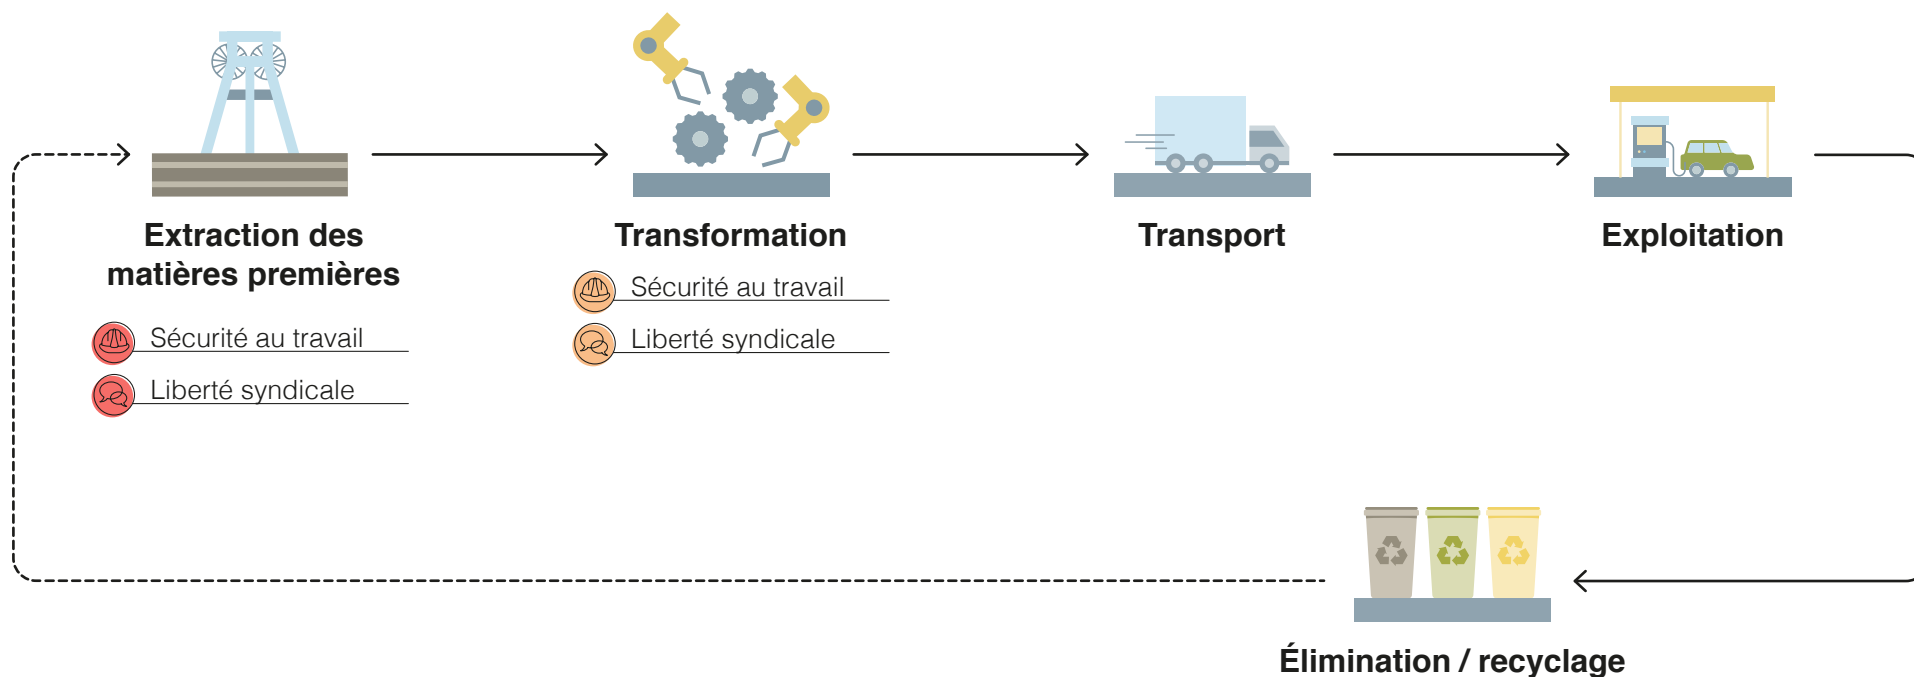 Extraction des
matières premières
Sécurité au travail
Liberté syndicale
Transformation
Sécurité au travail
Liberté syndicale
Transport
Exploitation
Élimination / recyclage